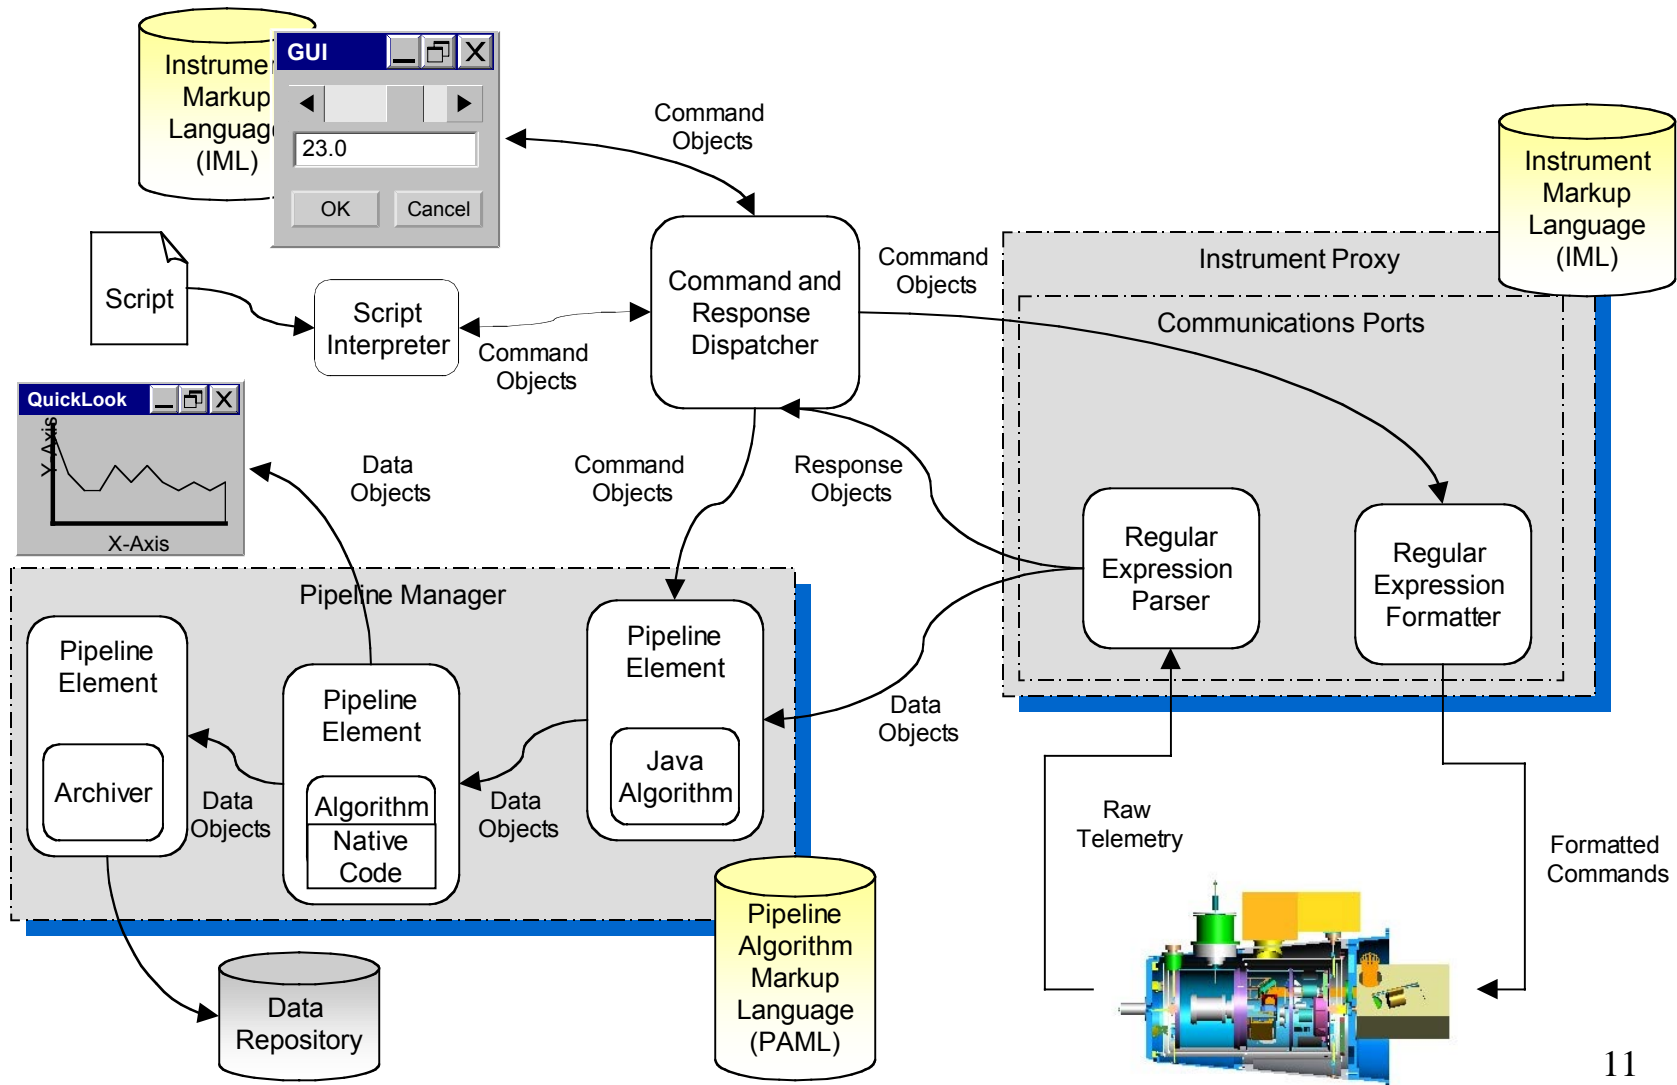 Instrumen
Markup
Language
(IML)
GUI
X
23.0
OK
Cancel
Command
Objects
Instrument
Markup
Language
(IML)
Script
Script
Interpreter
Command
Objects
Command and
Response
Dispatcher
Command
Objects
Instrument Proxy
Communications Ports
QuickLook
X
Y-Axis
X-Axis
Data
Objects
Command
Objects
Response
Objects
Regular
Expression
Parser
Regular
Expression
Formatter
Pipeline Manager
Pipeline
Element
Archiver
Data
Objects
Pipeline
Element
Algorithm
Native
Code
Data
Objects
Pipeline
Element
Java
Algorithm
Data
Objects
Raw
Telemetry
Formatted
Commands
Data
Repository
Pipeline
Algorithm
Markup
Language
(PAML)
11